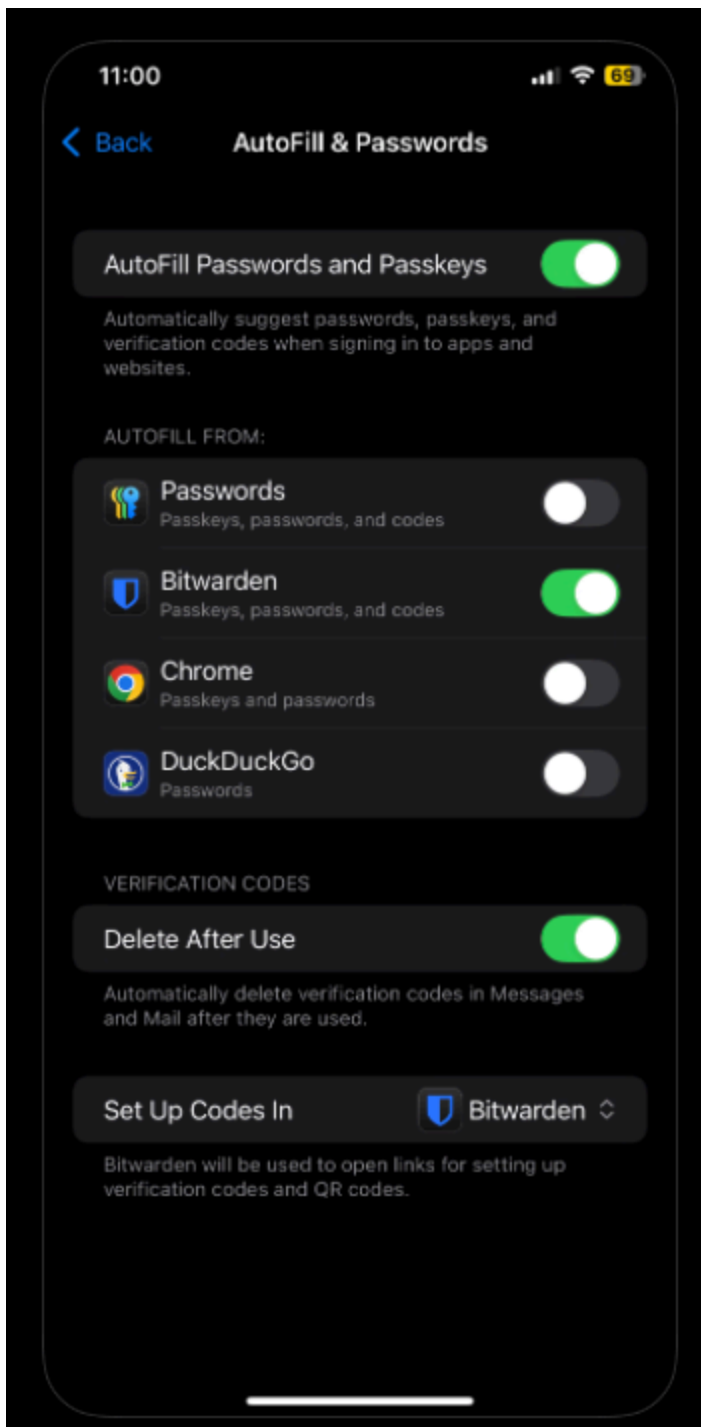 11:00
69
Back
AutoFill & Passwords
AutoFill Passwords and Passkeys
Automatically suggest passwords, passkeys, and
verification codes when signing in to apps and
websites.
AUTOFILL FROM:
Passwords
Passkeys, passwords, and codes
Bitwarden
Passkeys, passwords, and codes
Chrome
Passkeys and passwords
DuckDuckGo
Passwords
VERIFICATION CODES
Delete After Use
Automatically delete verification codes in Messages
and Mail after they are used.
Set Up Codes In
Bitwarden
Bitwarden will be used to open links for setting up
verification codes and QR codes.